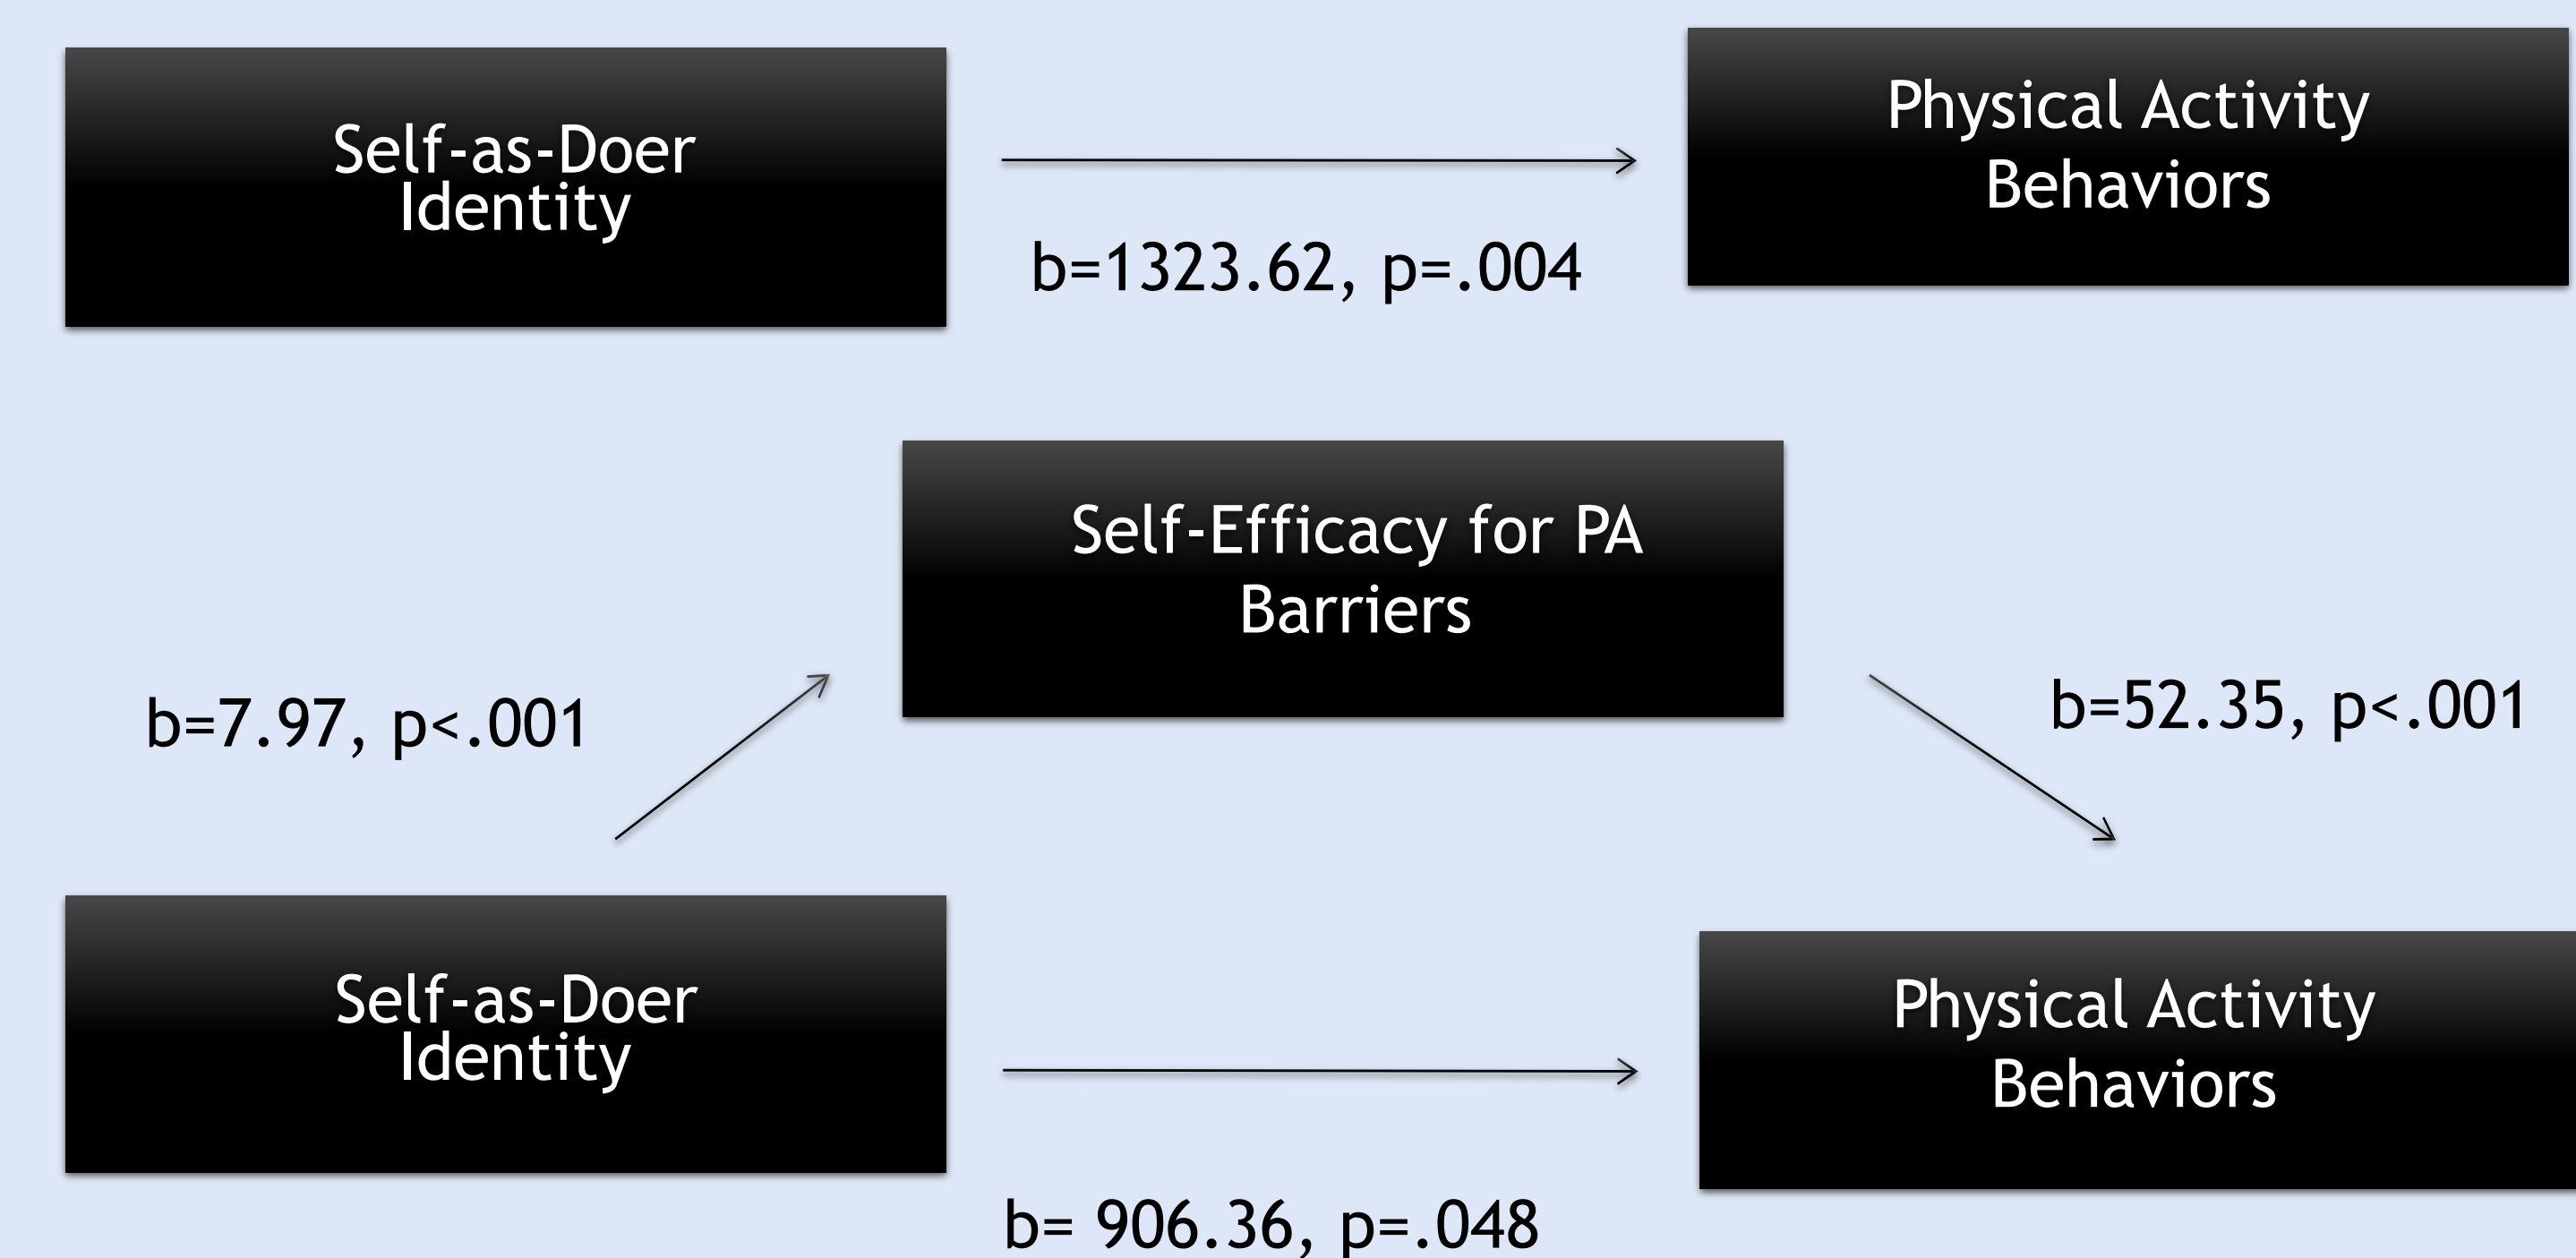 Self-as-Doer
Identity
Physical Activity
Behaviors
b=1323.62, p=.004
Self-Efficacy for PA
Barriers
b=7.97, p<.001
b=52.35, p<.001
Self-as-Doer
Identity
Physical Activity
Behaviors
b= 906.36, p=.048